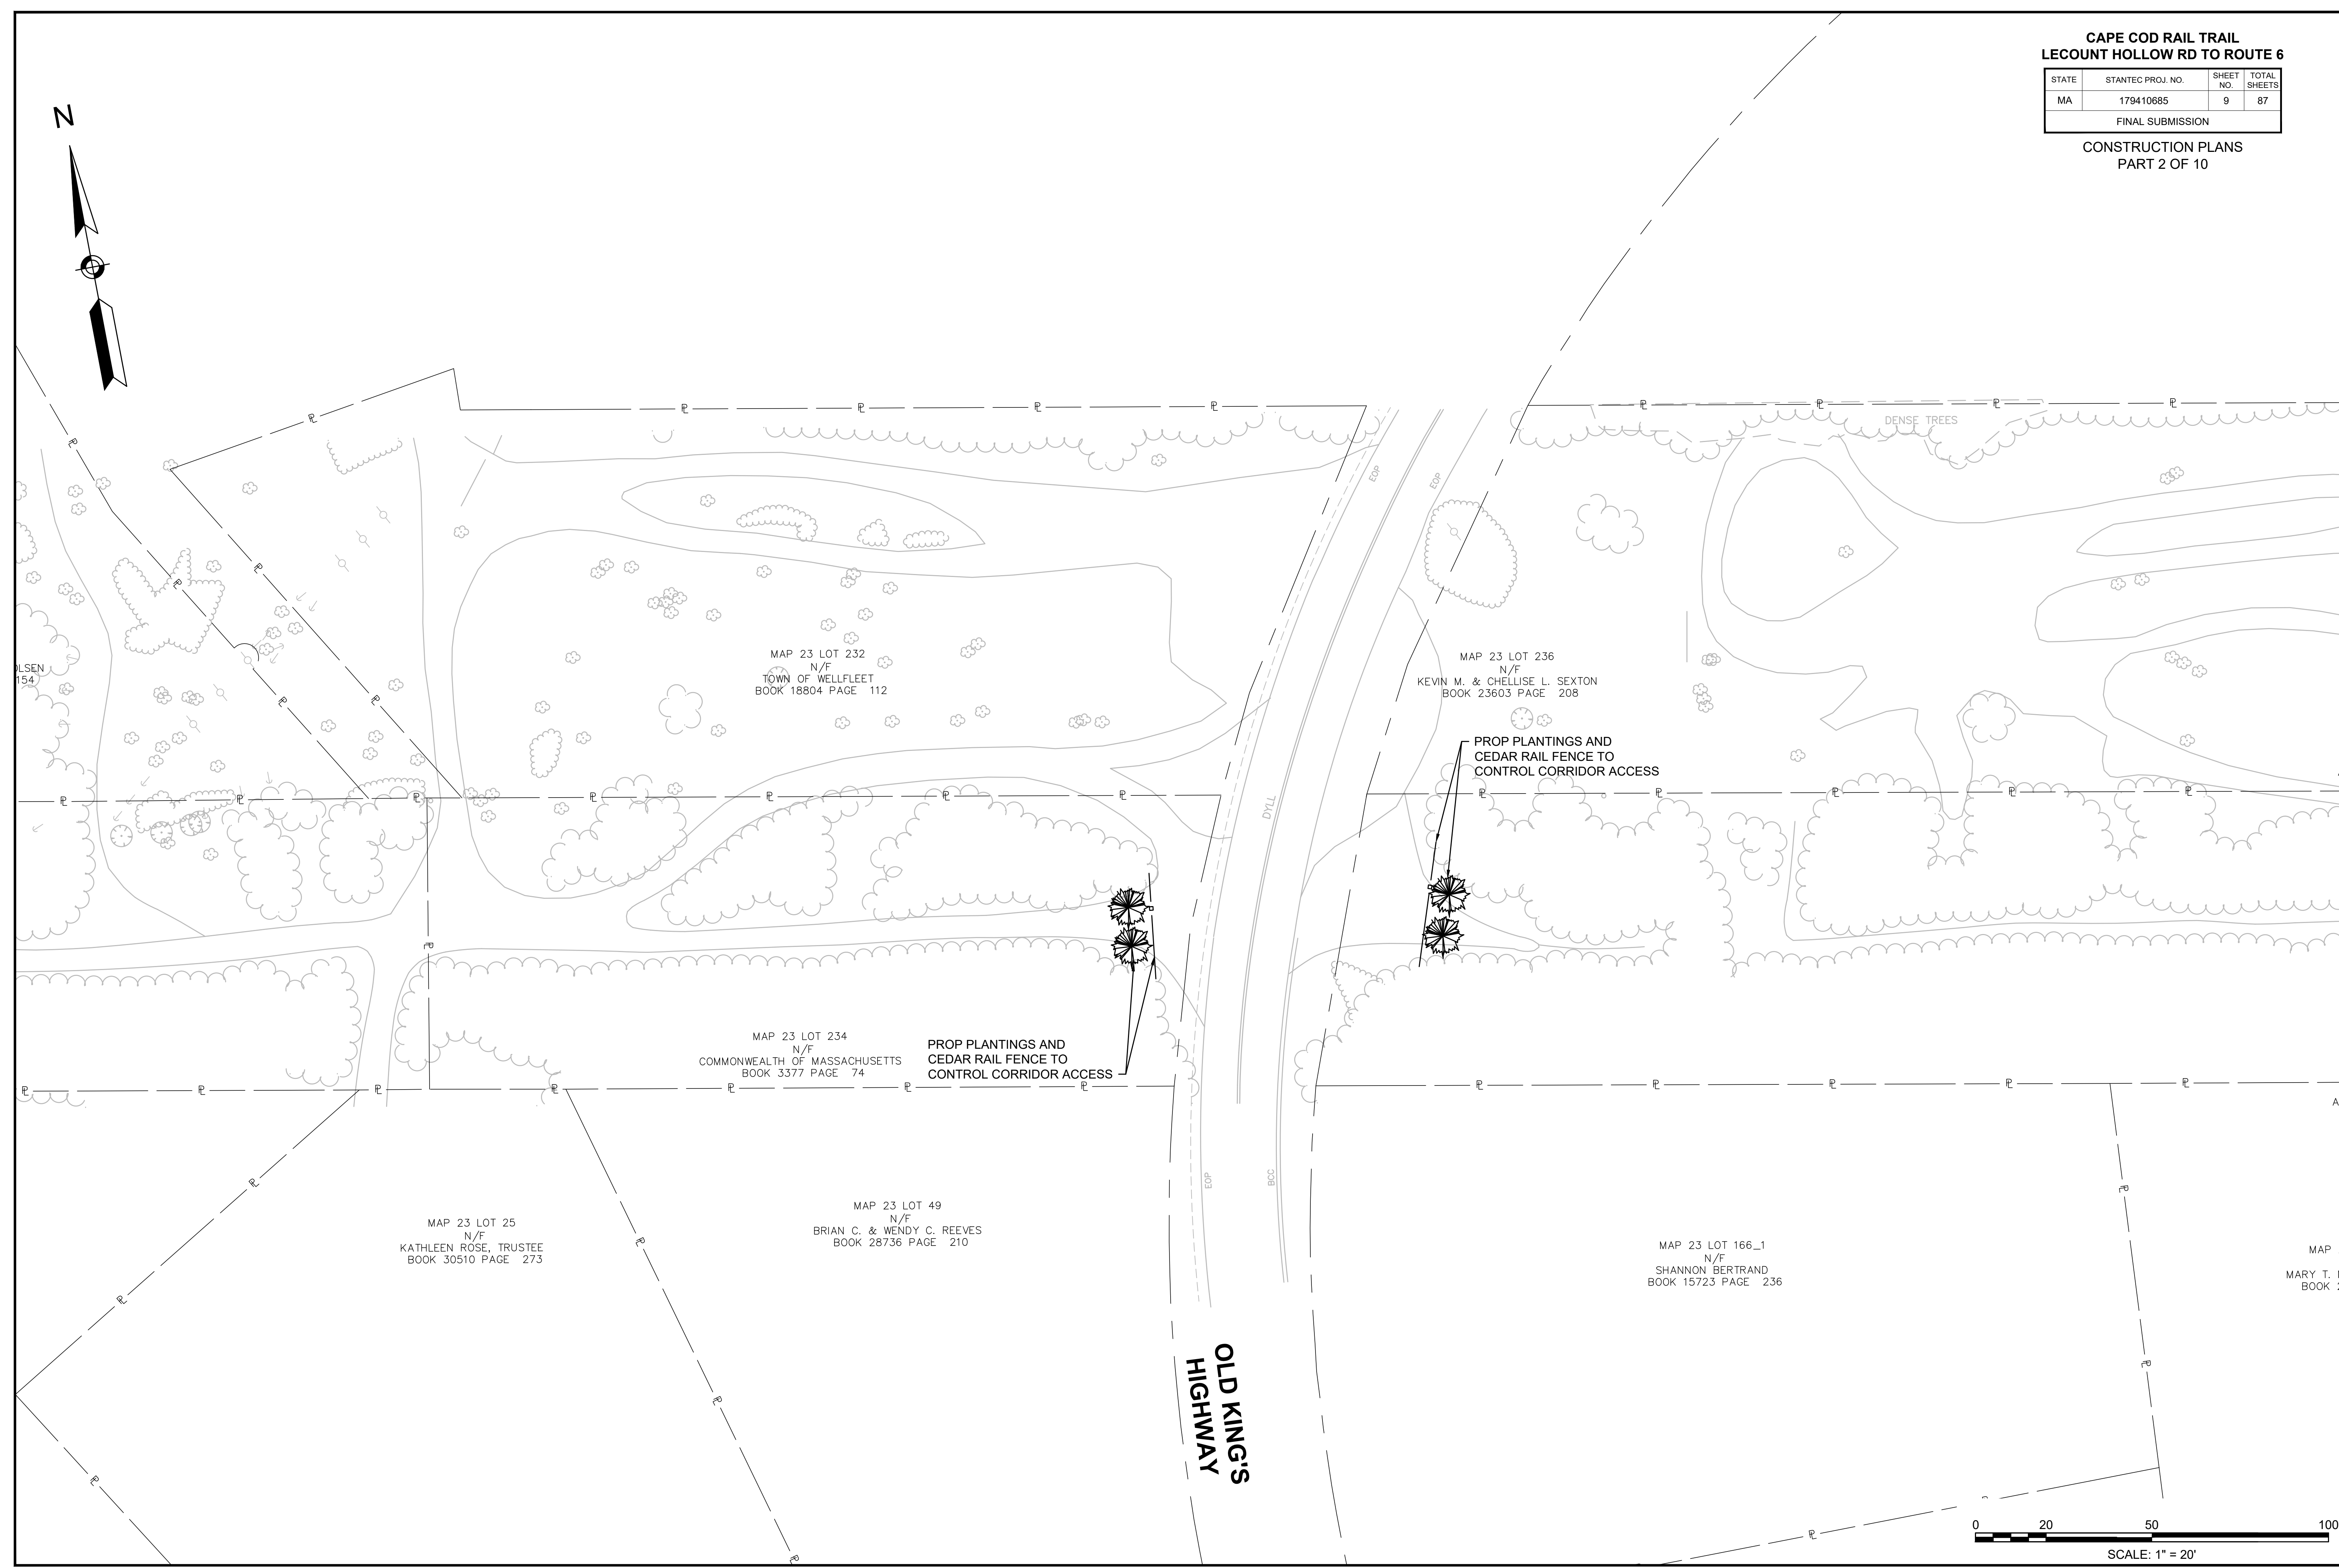 CAPE COD RAIL TRAIL
LECOUNT HOLLOW RD TO ROUTE 6
STATE STANTEC PROJ. NO. SHEET NO. TOTAL SHEETS
MA 179410685 9 87
FINAL SUBMISSION
CONSTRUCTION PLANS
PART 2 OF 10
N
DENSE TREES
EOP
EOP
OLSEN
154
MAP 23 LOT 232
N/F
TOWN OF WELLFLEET
BOOK 18804 PAGE 112
MAP 23 LOT 236
N/F
KEVIN M. & CHELLISE L. SEXTON
BOOK 23603 PAGE 208
PROP PLANTINGS AND
CEDAR RAIL FENCE TO
CONTROL CORRIDOR ACCESS
DYLL
MAP 23 LOT 234
N/F
COMMONWEALTH OF MASSACHUSETTS
BOOK 3377 PAGE 74
PROP PLANTINGS AND
CEDAR RAIL FENCE TO
CONTROL CORRIDOR ACCESS
A
EOP
BCC
MAP 23 LOT 25
N/F
KATHLEEN ROSE, TRUSTEE
BOOK 30510 PAGE 273
MAP 23 LOT 49
N/F
BRIAN C. & WENDY C. REEVES
BOOK 28736 PAGE 210
MAP 23 LOT 166_1
N/F
SHANNON BERTRAND
BOOK 15723 PAGE 236
MAP
MARY T.
BOOK
OLD KING'S
HIGHWAY
0 20 50 100
SCALE: 1" = 20'